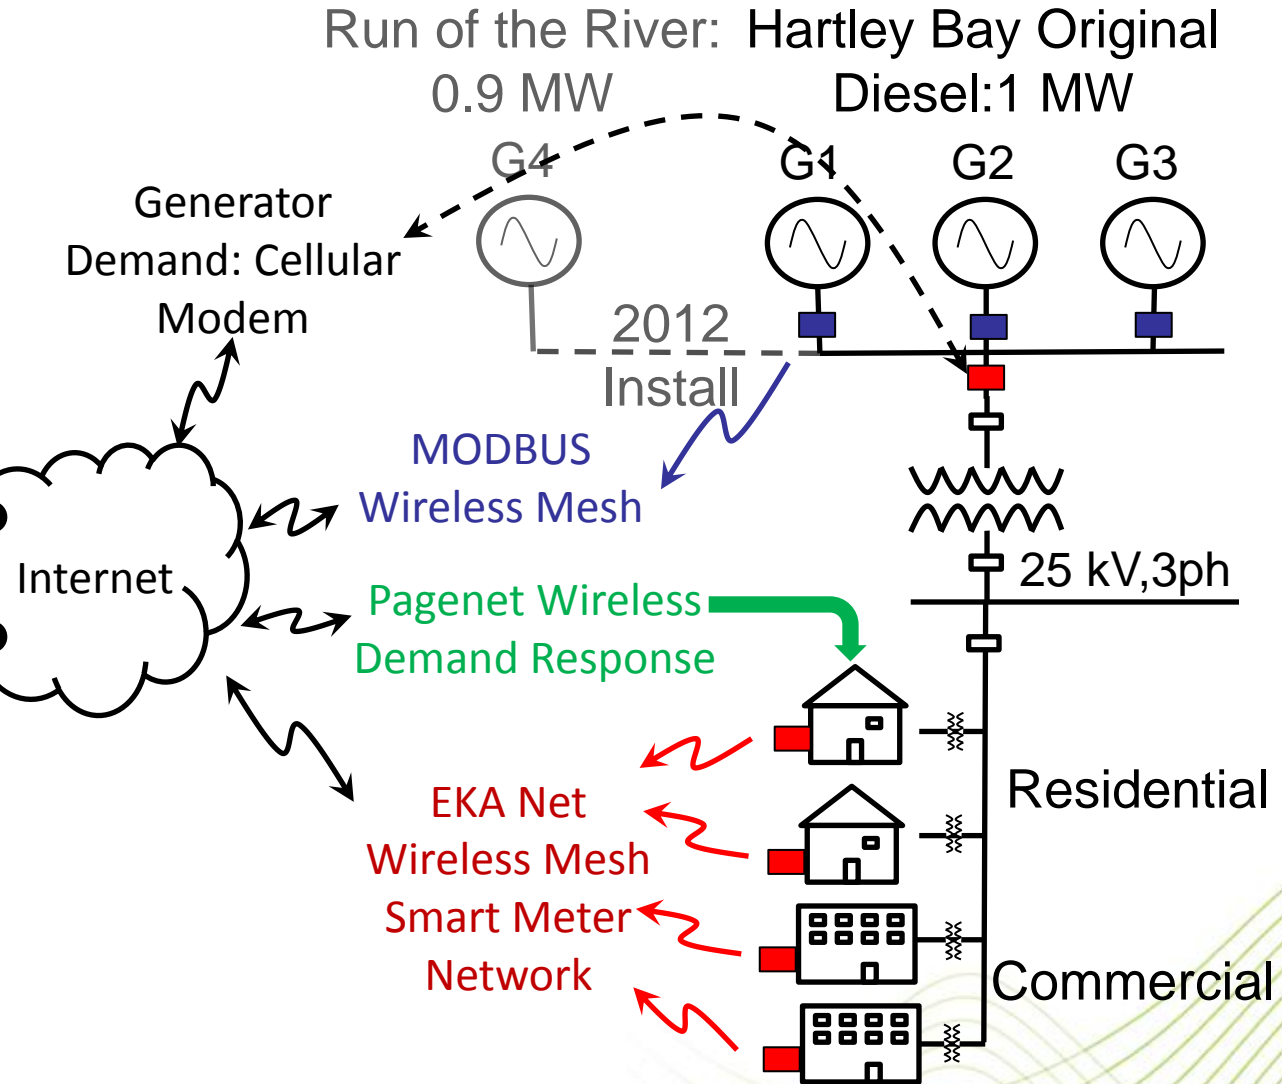 Run of the River:
0.9 MW
Hartley Bay Original
Diesel:1 MW
G4
G1
G2
G3
Generator
Demand: Cellular
Modem
2012
Install
MODBUS
Wireless Mesh
Internet
25 kV,3ph
Pagenet Wireless
Demand Response
Residential
EKA Net
Wireless Mesh
Smart Meter
Network
Commercial